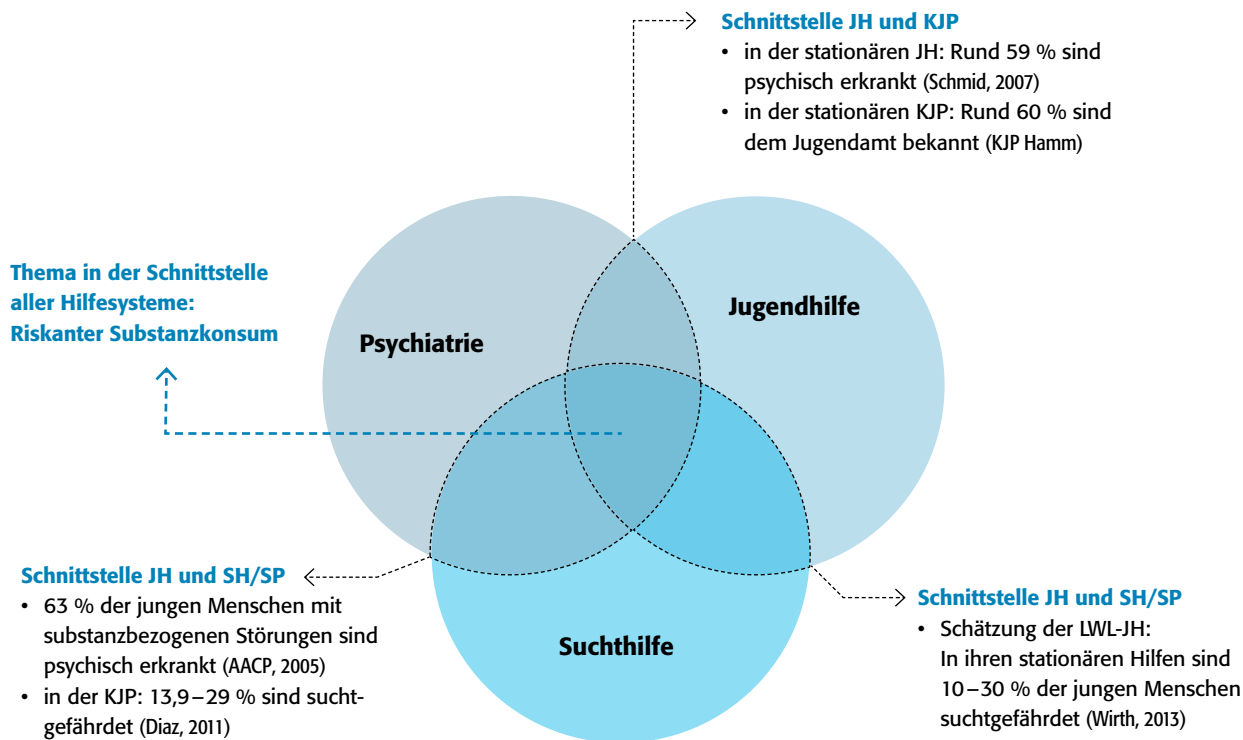 Schnittstelle JH und KJP
• in der stationären JH: Rund 59 % sind
psychisch erkrankt (Schmid, 2007)
• in der stationären KJP: Rund 60 % sind
dem Jugendamt bekannt (KJP Hamm)
Thema in der Schnittstelle
aller Hilfesysteme:
Riskanter Substanzkonsum
Psychiatrie
Jugendhilfe
Suchthilfe
Schnittstelle JH und SH/SP
• 63 % der jungen Menschen mit
substanzbezogenen Störungen sind
psychisch erkrankt (AACP, 2005)
• in der KJP: 13,9–29 % sind sucht-
gefährdet (Diaz, 2011)
Schnittstelle JH und SH/SP
• Schätzung der LWL-JH:
In ihren stationären Hilfen sind
10–30 % der jungen Menschen
suchtgefährdet (Wirth, 2013)